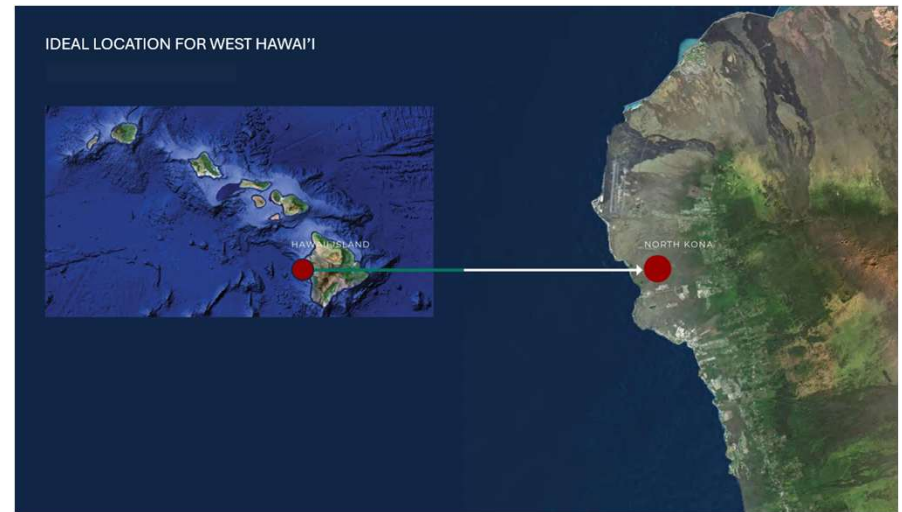 IDEAL LOCATION FOR WEST HAWAI'I
HAWAII ISLAND
NORTH KONA